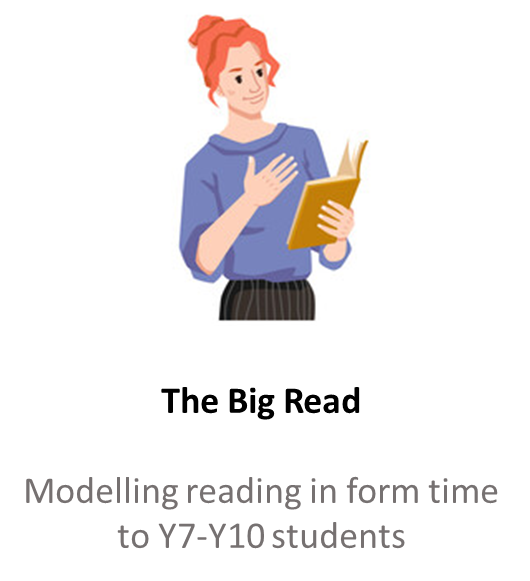 The Big Read
Modelling reading in form time
to Y7-Y10 students